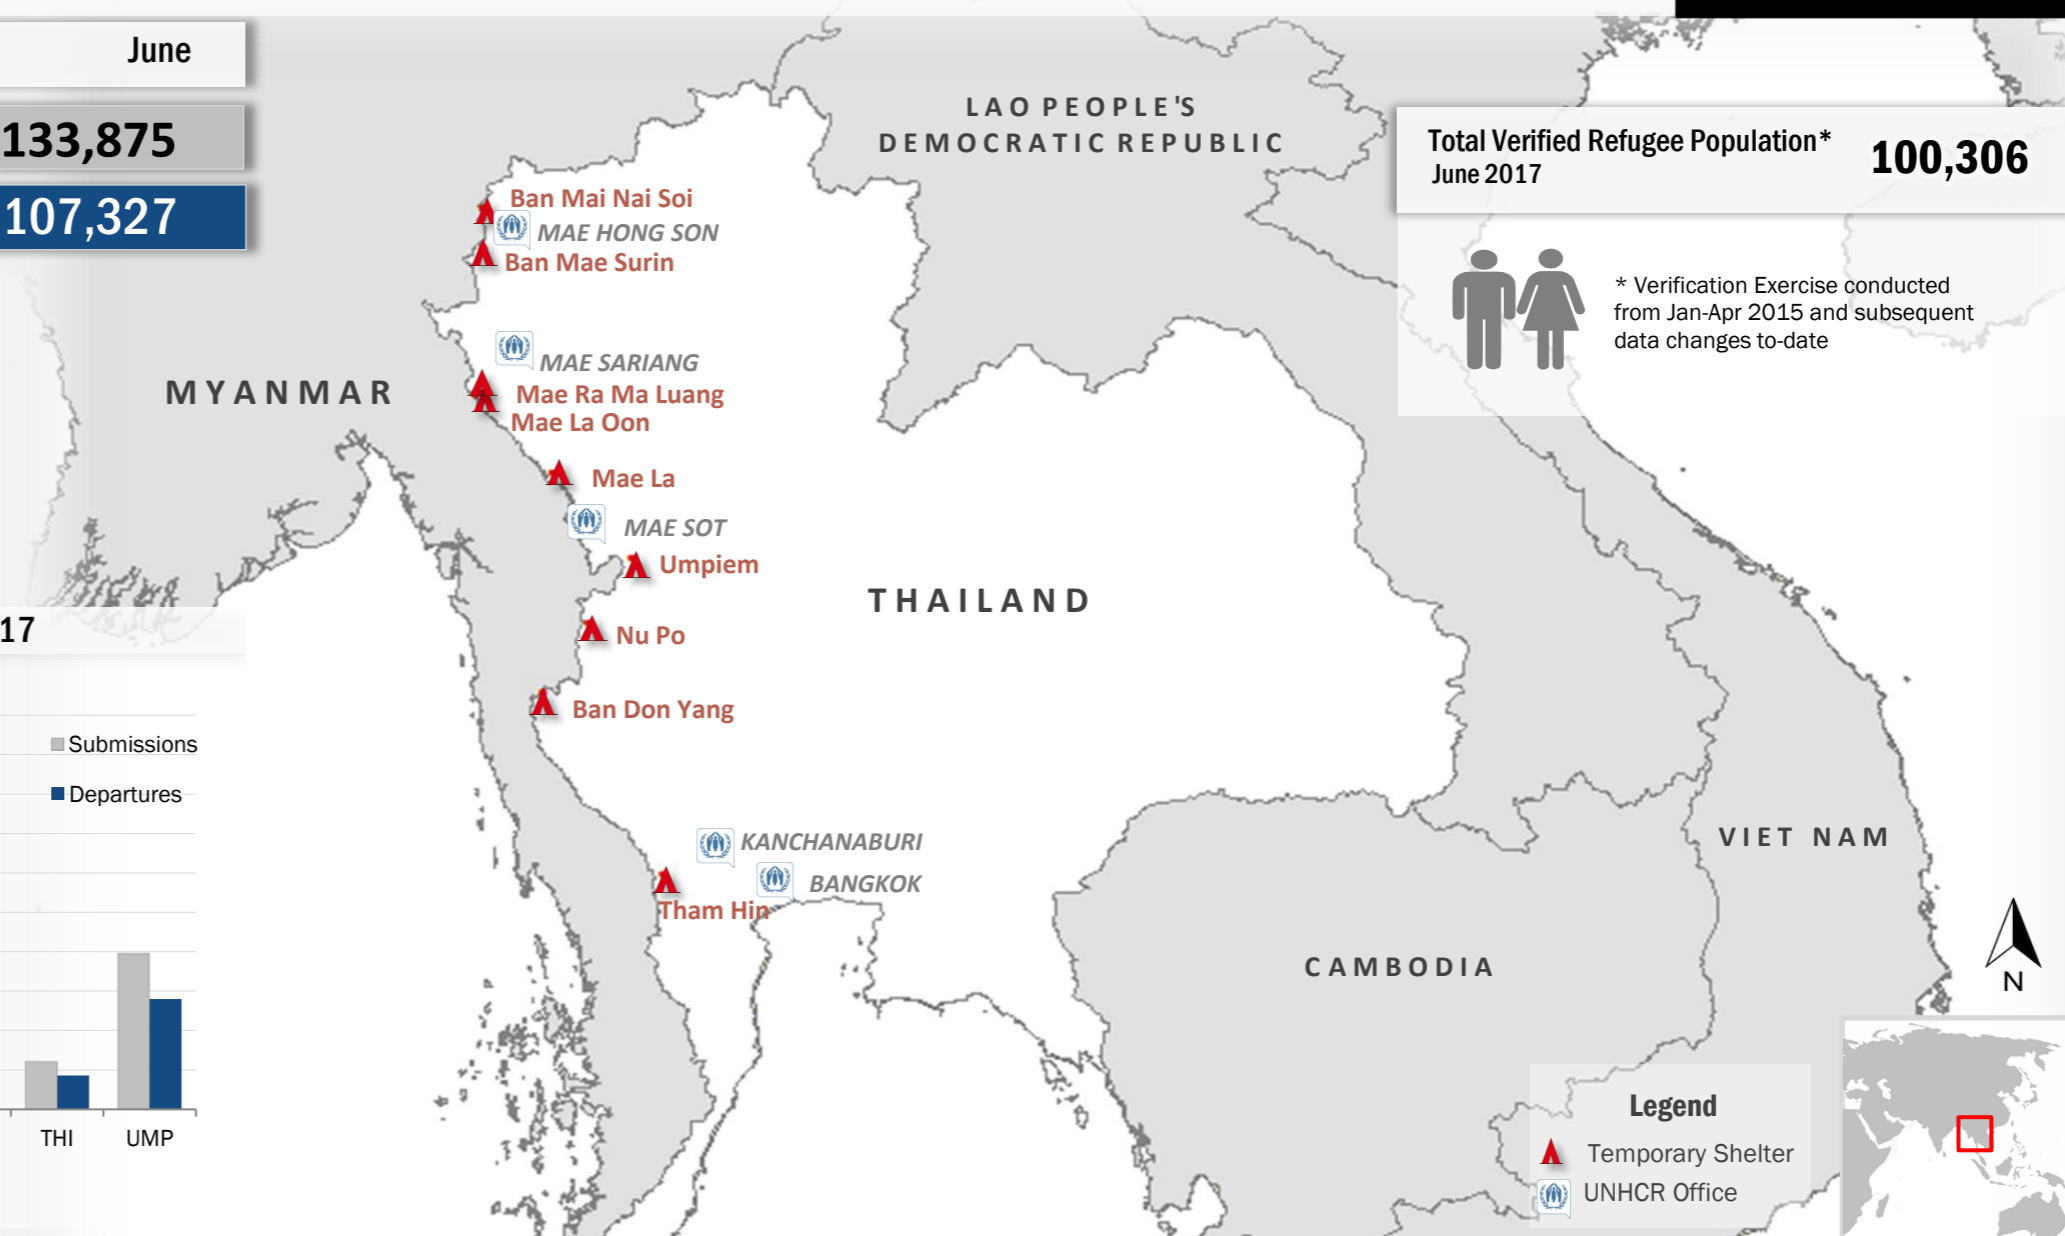 June
133,875
107,327
LAO PEOPLE'S
DEMOCRATIC REPUBLIC
Total Verified Refugee Population*
June 2017
100,306
* Verification Exercise conducted
from Jan-Apr 2015 and subsequent
data changes to-date
Ban Mai Nai Soi
MAE HONG SON
Ban Mae Surin
MAE SARIANG
Mae Ra Ma Luang
Mae La Oon
MYANMAR
Mae La
MAE SOT
Umpiem
THAILAND
Nu Po
Ban Don Yang
17
Submissions
Departures
THI
UMP
KANCHANABURI
BANGKOK
Tham Hin
VIET NAM
CAMBODIA
N
Legend
Temporary Shelter
UNHCR Office